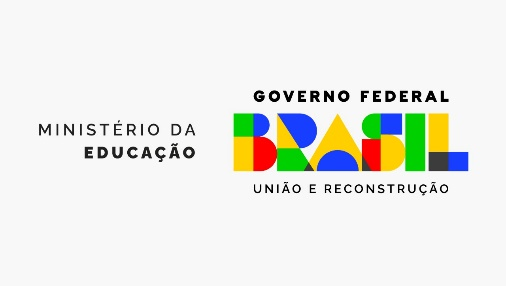 MINISTÉRIO DA
EDUCAÇÃO
GOVERNO FEDERAL
BRASIL
UNIÃO E RECONSTRUÇÃO